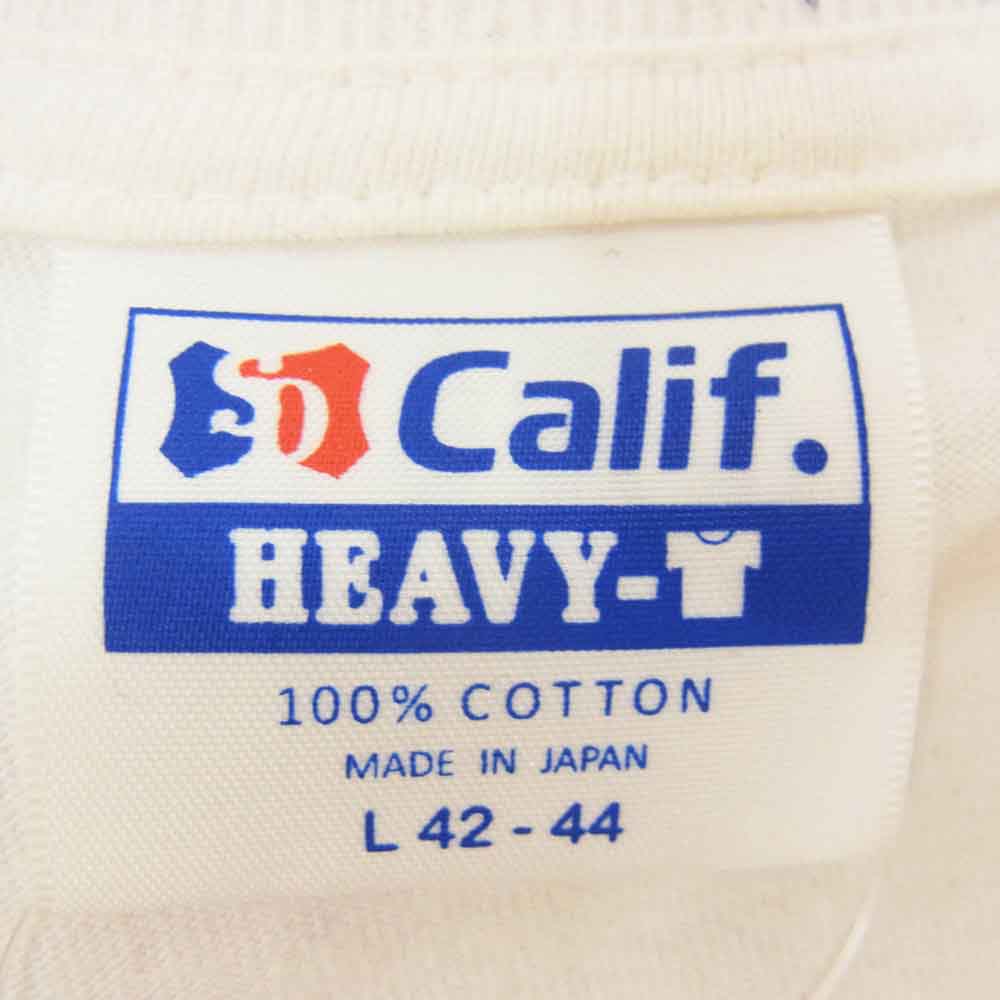 SD Calif.
HEAVY-T
100% COTTON
MADE IN JAPAN
L 42 - 44